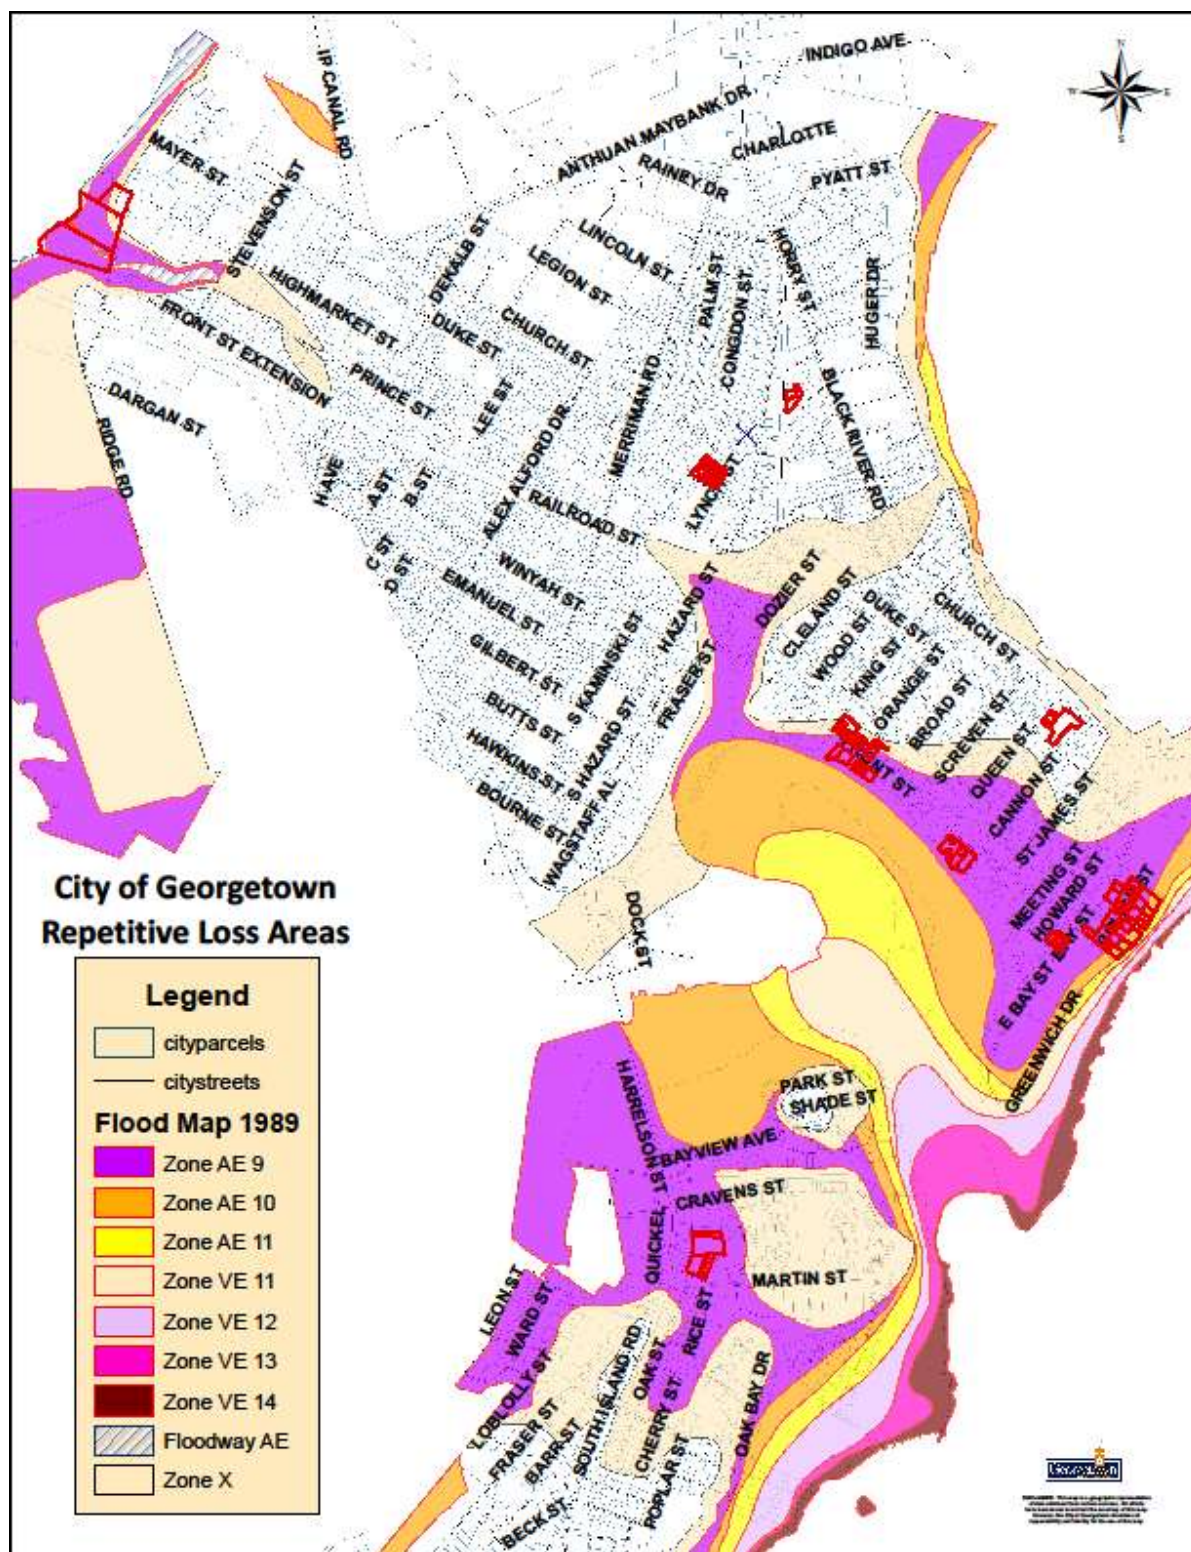 N
W
E
S
INDIGO AVE
IP CANAL RD
ANTHUAN MAYBANK DR
CHARLOTTE
MAYER ST
RAINEY DR
PYATT ST
STEVENSON ST
LINCOLN ST
DEKALB ST
LEGION ST
PALM ST
HORRY ST
HUGER DR
HIGHMARKET ST
CONGDON ST
FRONT ST EXTENSION
DUKE ST
CHURCH ST
PRINCE ST
LEE ST
MERRIMAN RD
BLACK RIVER RD
DARGAN ST
RIDGE RD
ALEX ALFORD DR
H AVE
A ST
B ST
RAILROAD ST
C ST
D ST
WINYAH ST
EMANUEL ST
HAZARD ST
DOZIER ST
CLELAND ST
WOOD ST
DUKE ST
CHURCH ST
KING ST
ORANGE ST
GILBERT ST
S KAMINSKI ST
FRASER ST
BROAD ST
SCREVEN ST
QUEEN ST
BUTTS ST
S HAZARD ST
HAWKINS ST
CANNON ST
BOURNE ST
WAGSTAFF AL
ST JAMES ST
MEETING ST
HOWARD ST
DOCK ST
E BAY ST
GREENWICH DR
City of Georgetown
Repetitive Loss Areas
Legend
cityparcels
citystreets
Flood Map 1989
Zone AE 9
Zone AE 10
Zone AE 11
Zone VE 11
Zone VE 12
Zone VE 13
Zone VE 14
Floodway AE
Zone X
HARRELSON ST
PARK ST
SHADE ST
BAYVIEW AVE
CRAVENS ST
QUICKEL
MARTIN ST
LEON ST
WARD ST
RICE ST
LOBLOLLY ST
SOUTH ISLAND RD
OAK ST
CHERRY ST
OAK BAY DR
FRASER ST
BARR ST
POPLAR ST
BECK ST